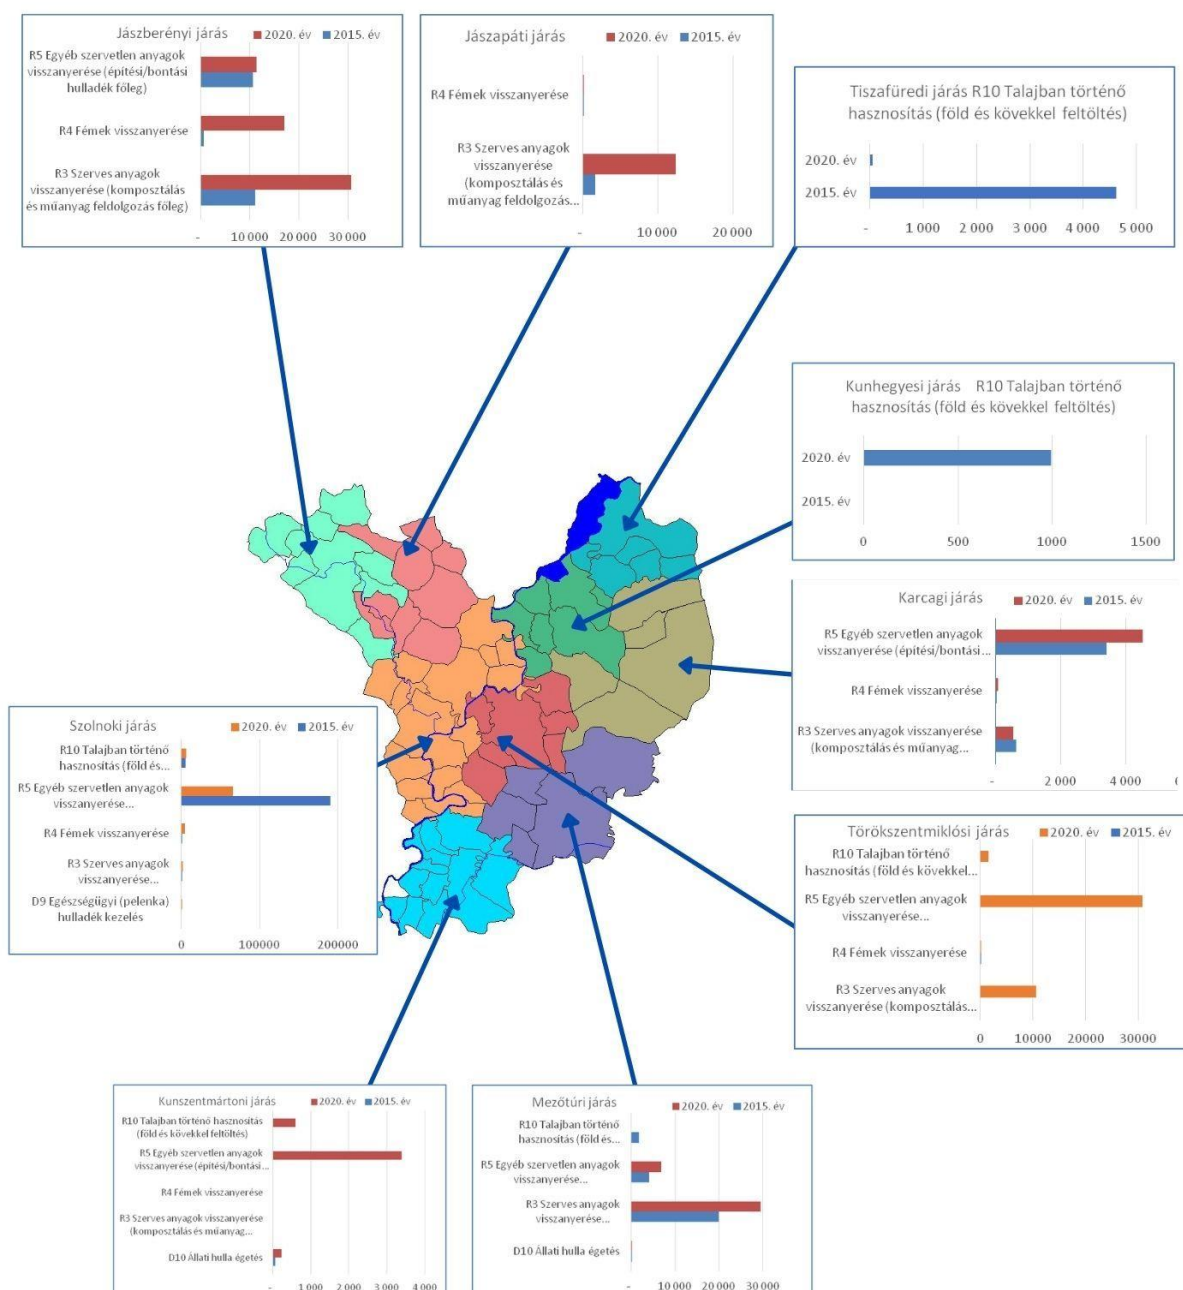 Jászberényi járás
2020. év
2015. év
R5 Egyéb szervetlen anyagok
visszanyerése (építési/bontási
hulladék főleg)
R4 Fémek visszanyerése
R3 Szerves anyagok
visszanyerése (komposztálás
és műanyag feldolgozás főleg)
-
10 000
20 000
30 000
Jászapáti járás
2020. év
2015. év
R4 Fémek visszanyerése
R3 Szerves anyagok
visszanyerése
(komposztálás és
műanyag feldolgozás...
-
10 000
20 000
Tiszafüredi járás R10 Talajban történő
hasznosítás (föld és kövekkel feltöltés)
2020. év
2015. év
-
1 000
2 000
3 000
4 000
5 000
Kunhegyesi járás R10 Talajban történő
hasznosítás (föld és kövekkel feltöltés)
2020. év
2015. év
0
500
1000
1500
Karcagi járás
2020. év
2015. év
R5 Egyéb szervetlen anyagok
visszanyerése (építési/bontási...
R4 Fémek visszanyerése
R3 Szerves anyagok visszanyerése
(komposztálás és műanyag...
-
2 000
4 000
Szolnoki járás
2020. év
2015. év
R10 Talajban történő
hasznosítás (föld és...
R5 Egyéb szervetlen anyagok
visszanyerése...
R4 Fémek visszanyerése
R3 Szerves anyagok
visszanyerése...
D9 Egészségügyi (pelenka)
hulladék kezelés
0
100000
200000
Törökszentmiklósi járás
2020. év
2015. év
R10 Talajban történő
hasznosítás (föld és kövekkel...
R5 Egyéb szervetlen anyagok
visszanyerése...
R4 Fémek visszanyerése
R3 Szerves anyagok
visszanyerése (komposztálás...
0
10000
20000
30000
Kunszentmártoni járás
2020. év
2015. év
R10 Talajban történő hasznosítás
(föld és kövekkel feltöltés)
R5 Egyéb szervetlen anyagok
visszanyerése (építési/bontási...
R4 Fémek visszanyerése
R3 Szerves anyagok visszanyerése
(komposztálás és műanyag...
D10 Állati hulla égetés
-
1 000
2 000
3 000
4 000
Mezőtúri járás
2020. év
2015. év
R10 Talajban történő
hasznosítás (föld és...
R5 Egyéb szervetlen anyagok
visszanyerése...
R3 Szerves anyagok
visszanyerése...
D10 Állati hulla égetés
-
10 000
20 000
30 000